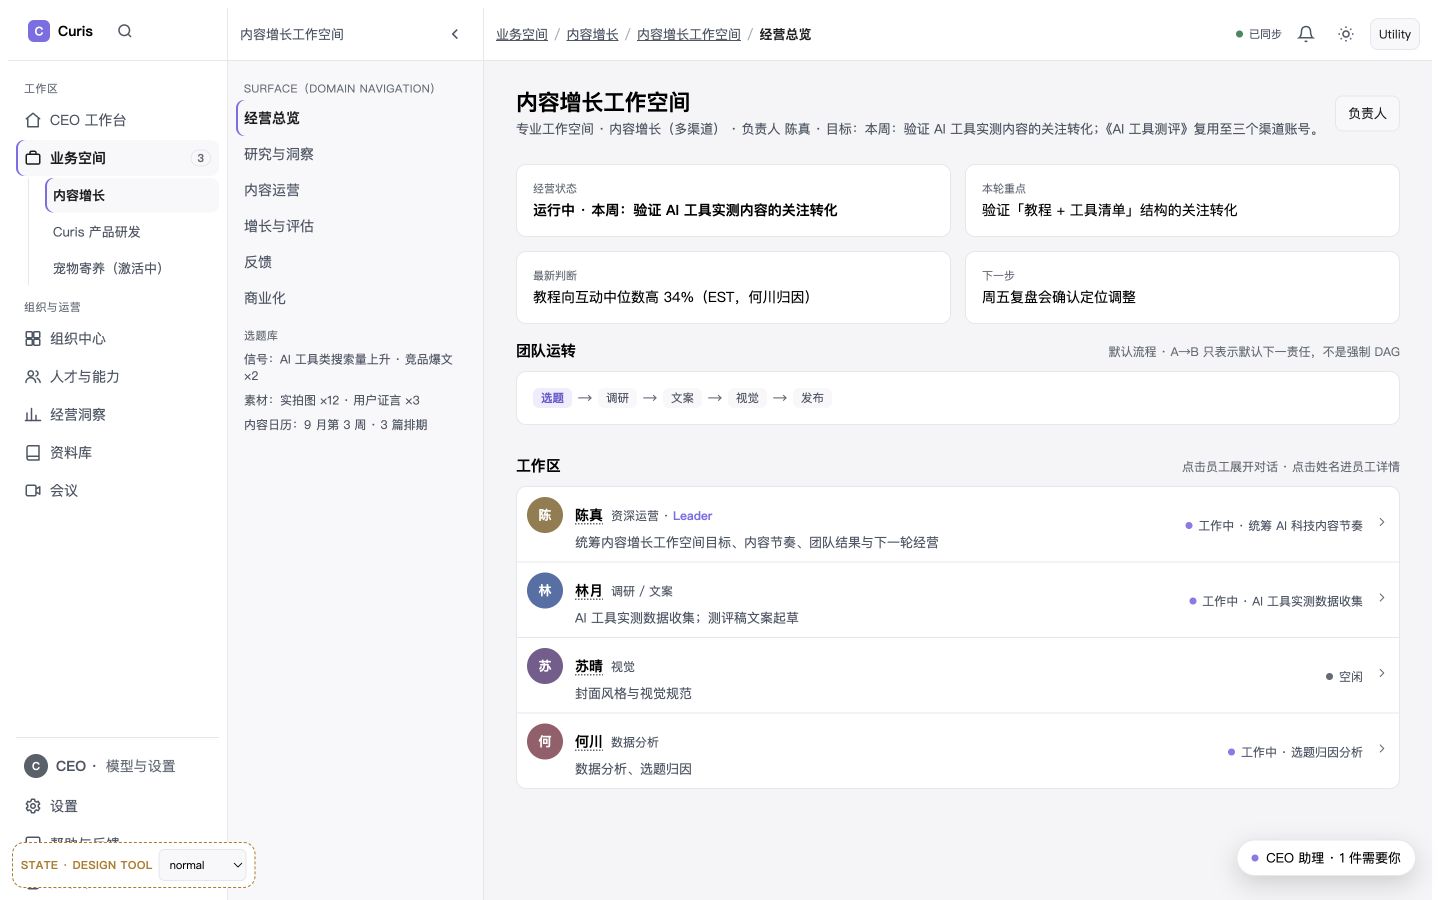 C Curis
工作区
CEO 工作台
业务空间 3
内容增长
Curis 产品研发
宠物寄养（激活中）
组织与运营
组织中心
人才与能力
经营洞察
资料库
会议
C CEO · 模型与设置
设置
STATE · DESIGN TOOL normal
内容增长工作空间
SURFACE（DOMAIN NAVIGATION）
经营总览
研究与洞察
内容运营
增长与评估
反馈
商业化
选题库
信号：AI 工具类搜索量上升 · 竞品爆文
×2
素材：实拍图 ×12 · 用户证言 ×3
内容日历：9 月第 3 周 · 3 篇排期
业务空间 / 内容增长 / 内容增长工作空间 / 经营总览
已同步
Utility
内容增长工作空间
专业工作空间 · 内容增长（多渠道） · 负责人 陈真 · 目标：本周：验证 AI 工具实测内容的关注转化；《AI 工具测评》复用至三个渠道账号。
负责人
经营状态
运行中 · 本周：验证 AI 工具实测内容的关注转化
本轮重点
验证「教程 + 工具清单」结构的关注转化
最新判断
教程向互动中位数高 34%（EST，何川归因）
下一步
周五复盘会确认定位调整
团队运转
默认流程 · A→B 只表示默认下一责任，不是强制 DAG
选题 → 调研 → 文案 → 视觉 → 发布
工作区
点击员工展开对话 · 点击姓名进员工详情
陈 陈真 资深运营 · Leader
统筹内容增长工作空间目标、内容节奏、团队结果与下一轮经营
工作中 · 统筹 AI 科技内容节奏
林 林月 调研 / 文案
AI 工具实测数据收集；测评稿文案起草
工作中 · AI 工具实测数据收集
苏 苏晴 视觉
封面风格与视觉规范
空闲
何 何川 数据分析
数据分析、选题归因
工作中 · 选题归因分析
CEO 助理 · 1 件需要你